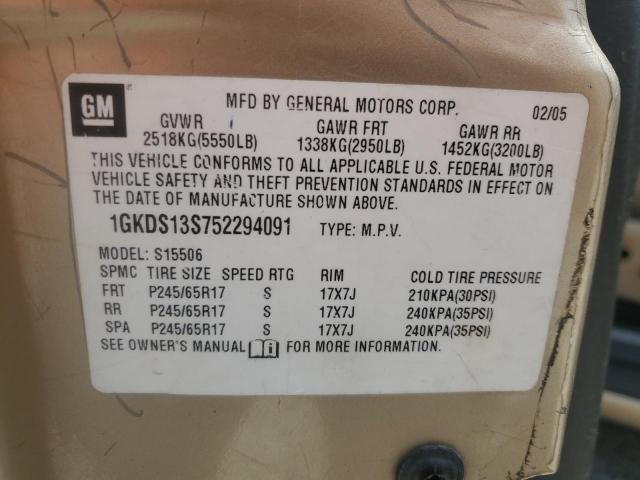 GM
MFD BY GENERAL MOTORS CORP. 02/05
GVWR GAWR FRT GAWR RR
2518KG(5550LB) 1338KG(2950LB) 1452KG(3200LB)
THIS VEHICLE CONFORMS TO ALL APPLICABLE U.S. FEDERAL MOTOR
VEHICLE SAFETY AND THEFT PREVENTION STANDARDS IN EFFECT ON
THE DATE OF MANUFACTURE SHOWN ABOVE.
1GKDS13S752294091 TYPE: M.P.V.
MODEL: S15506
SPMC TIRE SIZE SPEED RTG RIM COLD TIRE PRESSURE
FRT P245/65R17 S 17X7J 210KPA(30PSI)
RR P245/65R17 S 17X7J 240KPA(35PSI)
SPA P245/65R17 S 17X7J 240KPA(35PSI)
SEE OWNER'S MANUAL FOR MORE INFORMATION.